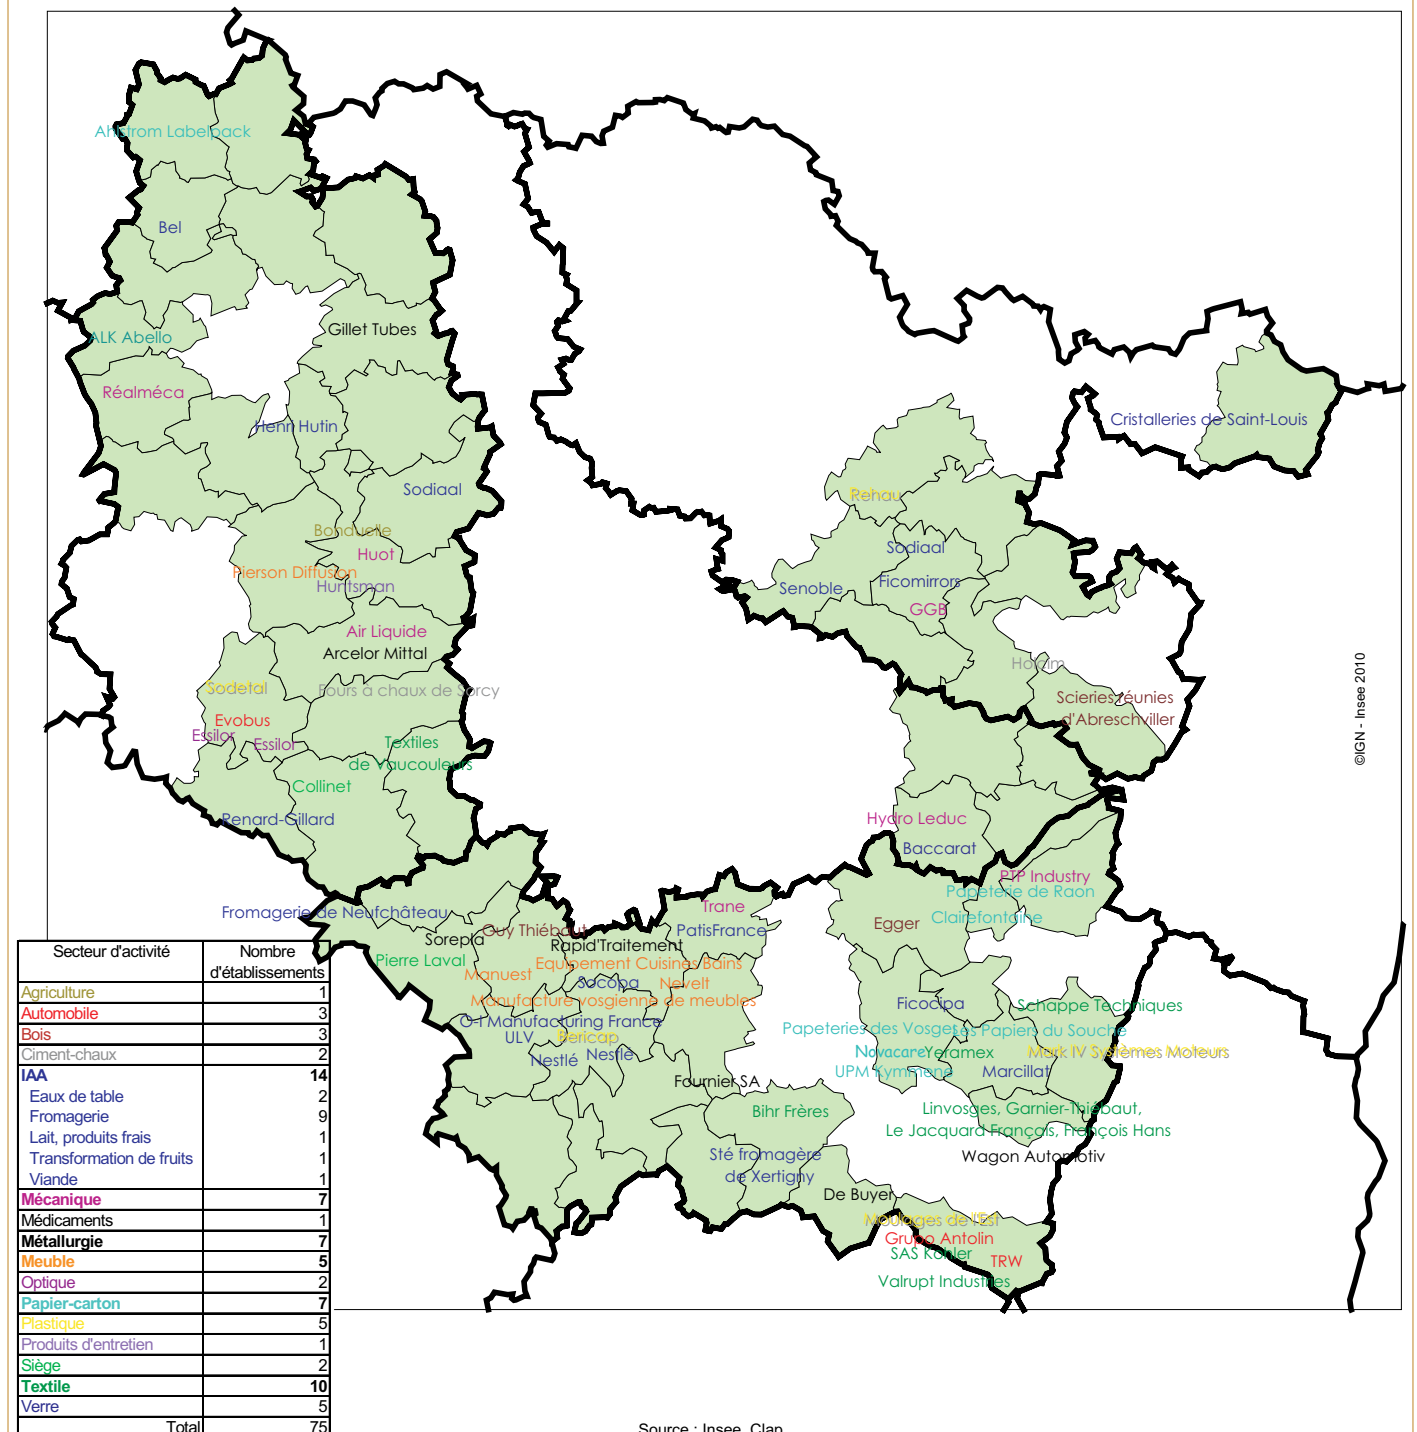 Ahlstrom Labelpack
Bel
ALK Abello
Gillet Tubes
Réalméca
Henri Hutin
Cristalleries de Saint-Louis
Sodiaal
Rehau
Bonduelle
Huot
Sodiaal
Pierson Diffusion
Huntsman
Senoble
Ficomirrors
GGB
Air Liquide
Arcelor Mittal
Holcim
Sodetal
Fours à chaux de Sorcy
Scieries réunies
d'Abreschviller
Evobus
Essilor
Essilor
Textiles
de Vaucouleurs
Collinet
Renard-Gillard
Hydro Leduc
Baccarat
PTP Industry
Papeterie de Raon
Clairefontaine
Trane
Fromagerie de Neufchâteau
Egger
Guy Thiébaut
PatisFrance
Sorepla
Rapid'Traitement
Pierre Laval
Equipement Cuisines Bains
Manuest
Socopa
Nevelt
Manufacture vosgienne de meubles
Ficocipa
Schappe Techniques
O-I Manufacturing France
Papeteries des Vosges
Les Papiers du Souche
ULV
Bericap
Nestlé
Nestlé
Novacare
Yeramex
Mark IV Systèmes Moteurs
UPM Kymmene
Marcillat
Fournier SA
Bihr Frères
Linvosges, Garnier-Thiébaut,
Le Jacquard Français, François Hans
Sté fromagère
de Xertigny
Wagon Automotiv
De Buyer
Moulages de l'Est
Grupo Antolin
SAS Kohler
TRW
Valrupt Industries
©IGN - Insee 2010
Secteur d'activité Nombre
d'établissements
Agriculture 1
Automobile 3
Bois 3
Ciment-chaux 2
IAA 14
Eaux de table 2
Fromagerie 9
Lait, produits frais 1
Transformation de fruits 1
Viande 1
Mécanique 7
Médicaments 1
Métallurgie 7
Meuble 5
Optique 2
Papier-carton 7
Plastique 5
Produits d'entretien 1
Siège 2
Textile 10
Verre 5
Total 75
Source : Insee, Clap